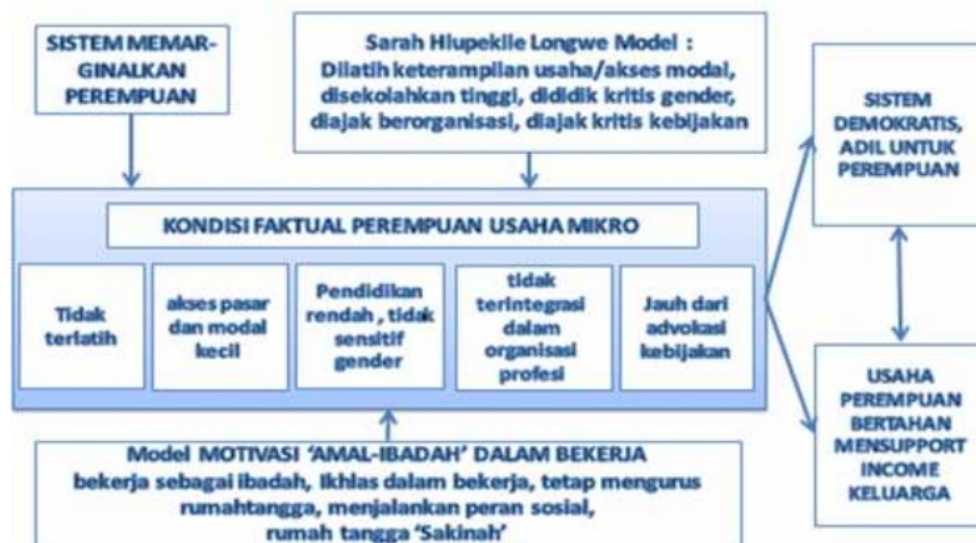 SISTEM MEMAR-
GINALKAN
PEREMPUAN
Sarah Hlupekile Longwe Model :
Dilatih keterampilan usaha/akses modal,
disekolahkan tinggi, dididik kritis gender,
diajak berorganisasi, diajak kritis kebijakan
SISTEM
DEMOKRATIS,
ADIL UNTUK
PEREMPUAN
KONDISI FAKTUAL PEREMPUAN USAHA MIKRO
Tidak
terlatih
akses pasar
dan modal
kecil
Pendidikan
rendah , tidak
sensitif
gender
tidak
terintegrasi
dalam
organisasi
profesi
Jauh dari
advokasi
kebijakan
USAHA
PEREMPUAN
BERTAHAN
MENSUPPORT
INCOME
KELUARGA
Model MOTIVASI ‘AMAL-IBADAH’ DALAM BEKERJA
bekerja sebagai ibadah, Ikhlas dalam bekerja, tetap mengurus
rumahtangga, menjalankan peran sosial,
rumah tangga ‘Sakinah’